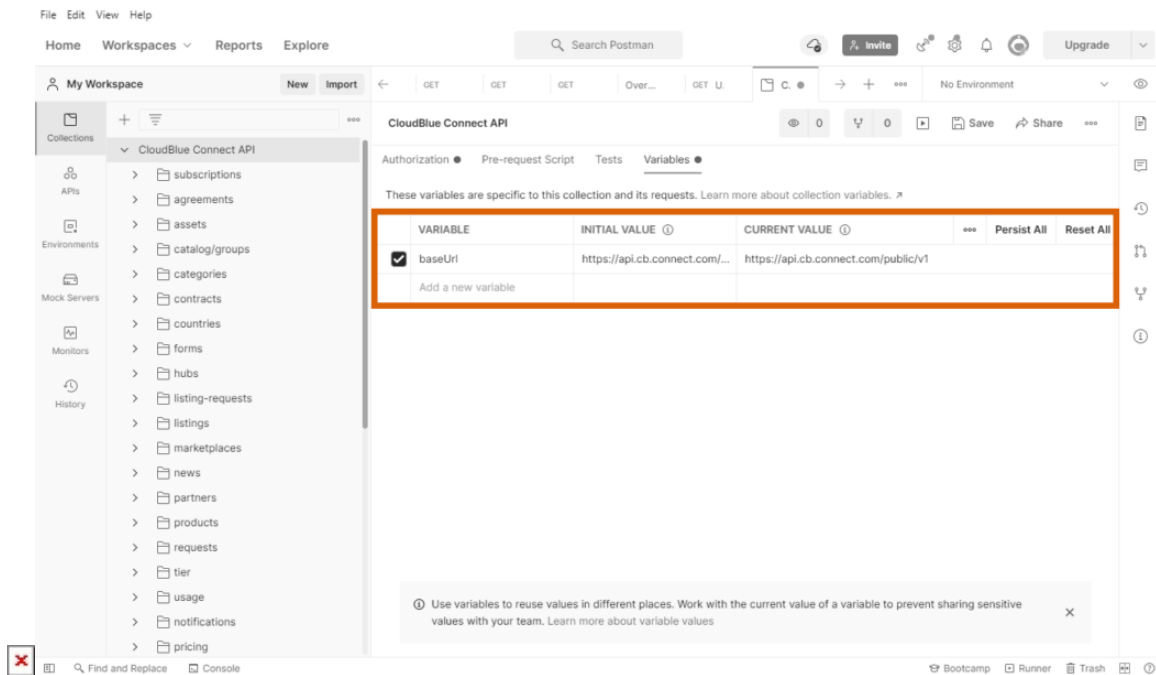 File Edit View Help
Home Workspaces Reports Explore Search Postman Invite Upgrade
My Workspace New Import GET GET GET Over... GET U. C. No Environment
Collections
APIs
Environments
Mock Servers
Monitors
History
CloudBlue Connect API
subscriptions
agreements
assets
catalog/groups
categories
contracts
countries
forms
hubs
listing-requests
listings
marketplaces
news
partners
products
requests
tier
usage
notifications
pricing
CloudBlue Connect API 0 0 Save Share
Authorization Pre-request Script Tests Variables
These variables are specific to this collection and its requests. Learn more about collection variables.
VARIABLE INITIAL VALUE CURRENT VALUE Persist All Reset All
baseUrl https://api.cb.connect.com/... https://api.cb.connect.com/public/v1
Add a new variable
Use variables to reuse values in different places. Work with the current value of a variable to prevent sharing sensitive
values with your team. Learn more about variable values
Find and Replace Console Bootcamp Runner Trash